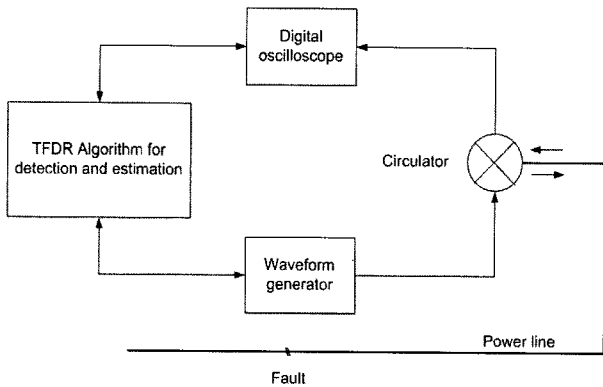 Digital
oscilloscope
TFDR Algorithm for
detection and estimation
Circulator
Waveform
generator
Power line
Fault